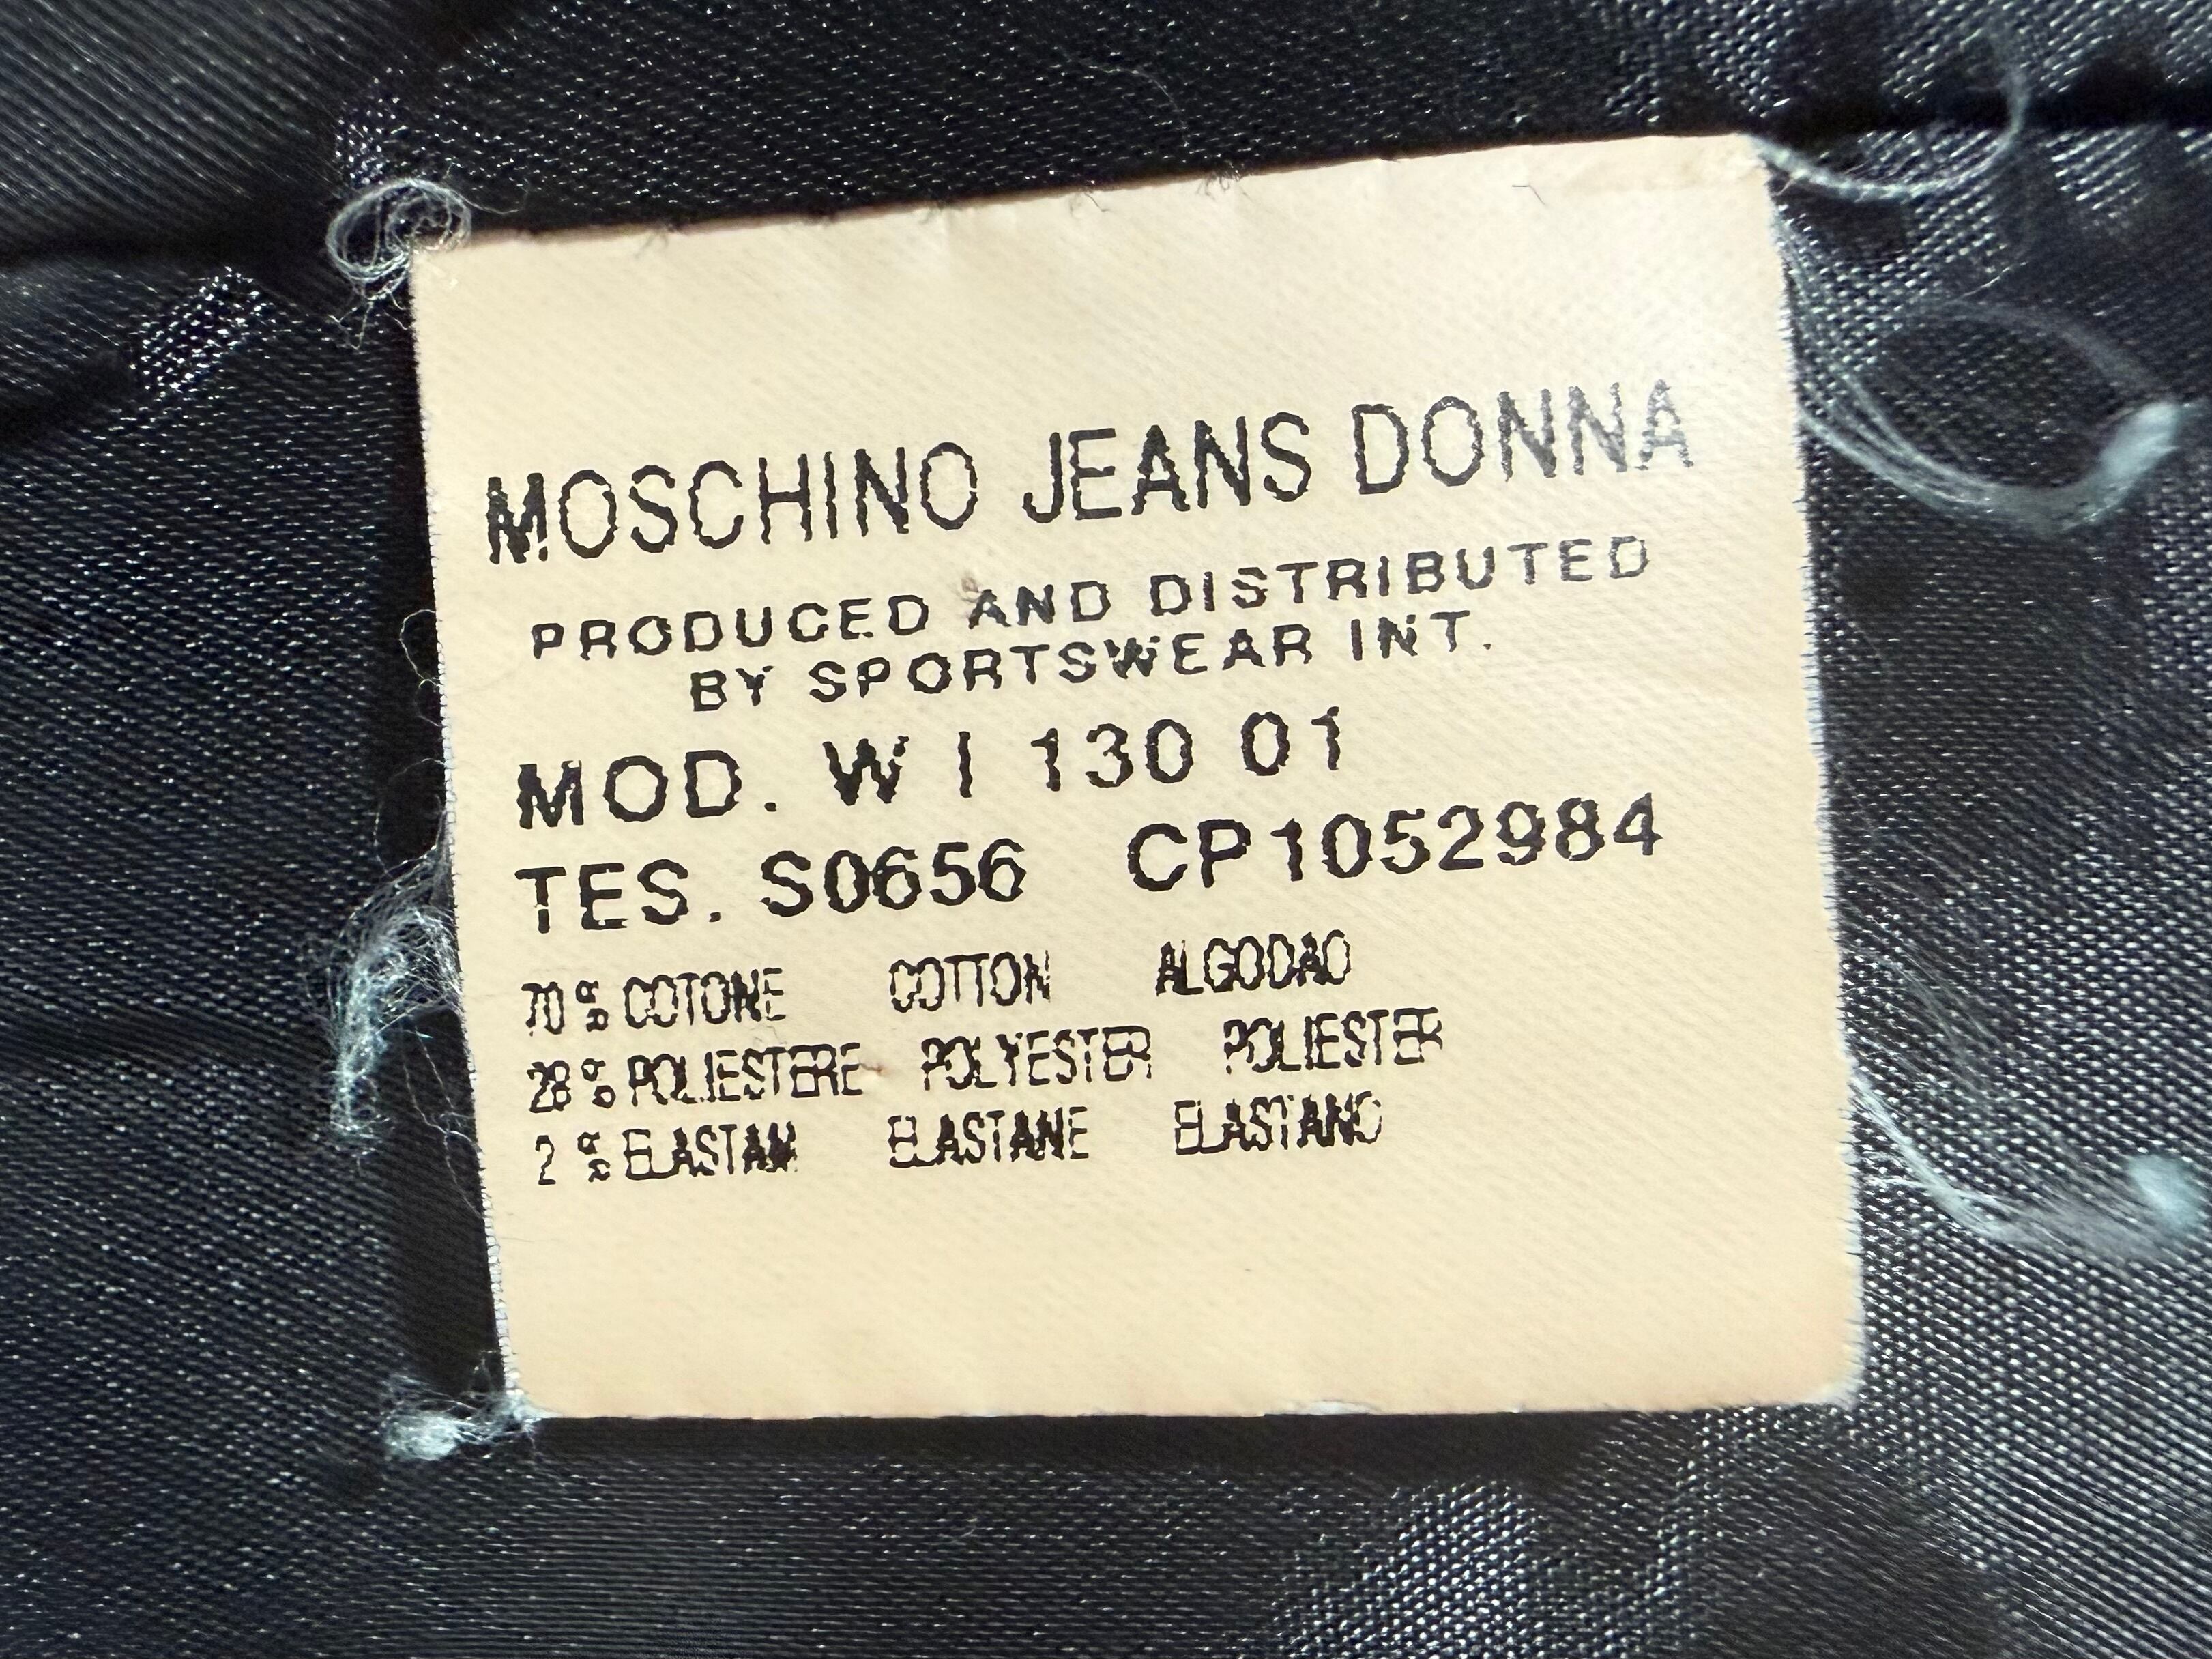 MOSCHINO JEANS DONNA
PRODUCED AND DISTRIBUTED
BY SPORTSWEAR INT.
MOD. W I 130 01
TES. S0656 CP1052984
70% COTONE COTTON ALGODAO
28% POLIESTERE POLYESTER POLIESTER
2% ELASTAM ELASTANE ELASTANO